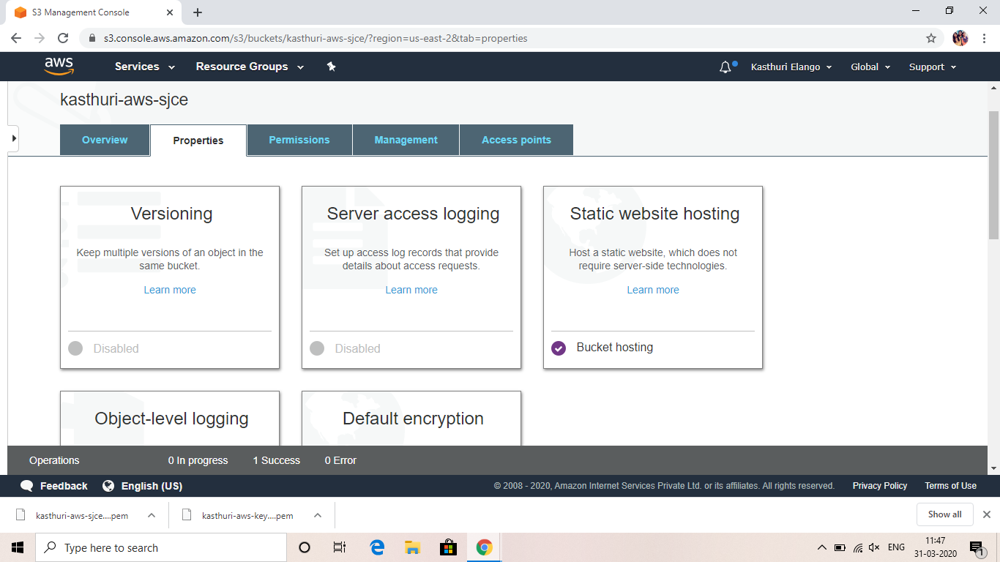 S3 Management Console
s3.console.aws.amazon.com/s3/buckets/kasthuri-aws-sjce/?region=us-east-2&tab=properties
aws Services Resource Groups Kasthuri Elango Global Support
kasthuri-aws-sjce
Overview Properties Permissions Management Access points
Versioning
Keep multiple versions of an object in the
same bucket.
Learn more
Disabled
Server access logging
Set up access log records that provide
details about access requests.
Learn more
Disabled
Static website hosting
Host a static website, which does not
require server-side technologies.
Learn more
Bucket hosting
Object-level logging
Default encryption
Operations 0 In progress 1 Success 0 Error
Feedback English (US) © 2008 - 2020, Amazon Internet Services Private Ltd. or its affiliates. All rights reserved. Privacy Policy Terms of Use
kasthuri-aws-sjce....pem kasthuri-aws-key....pem Show all
Type here to search ENG 11:47
31-03-2020 1